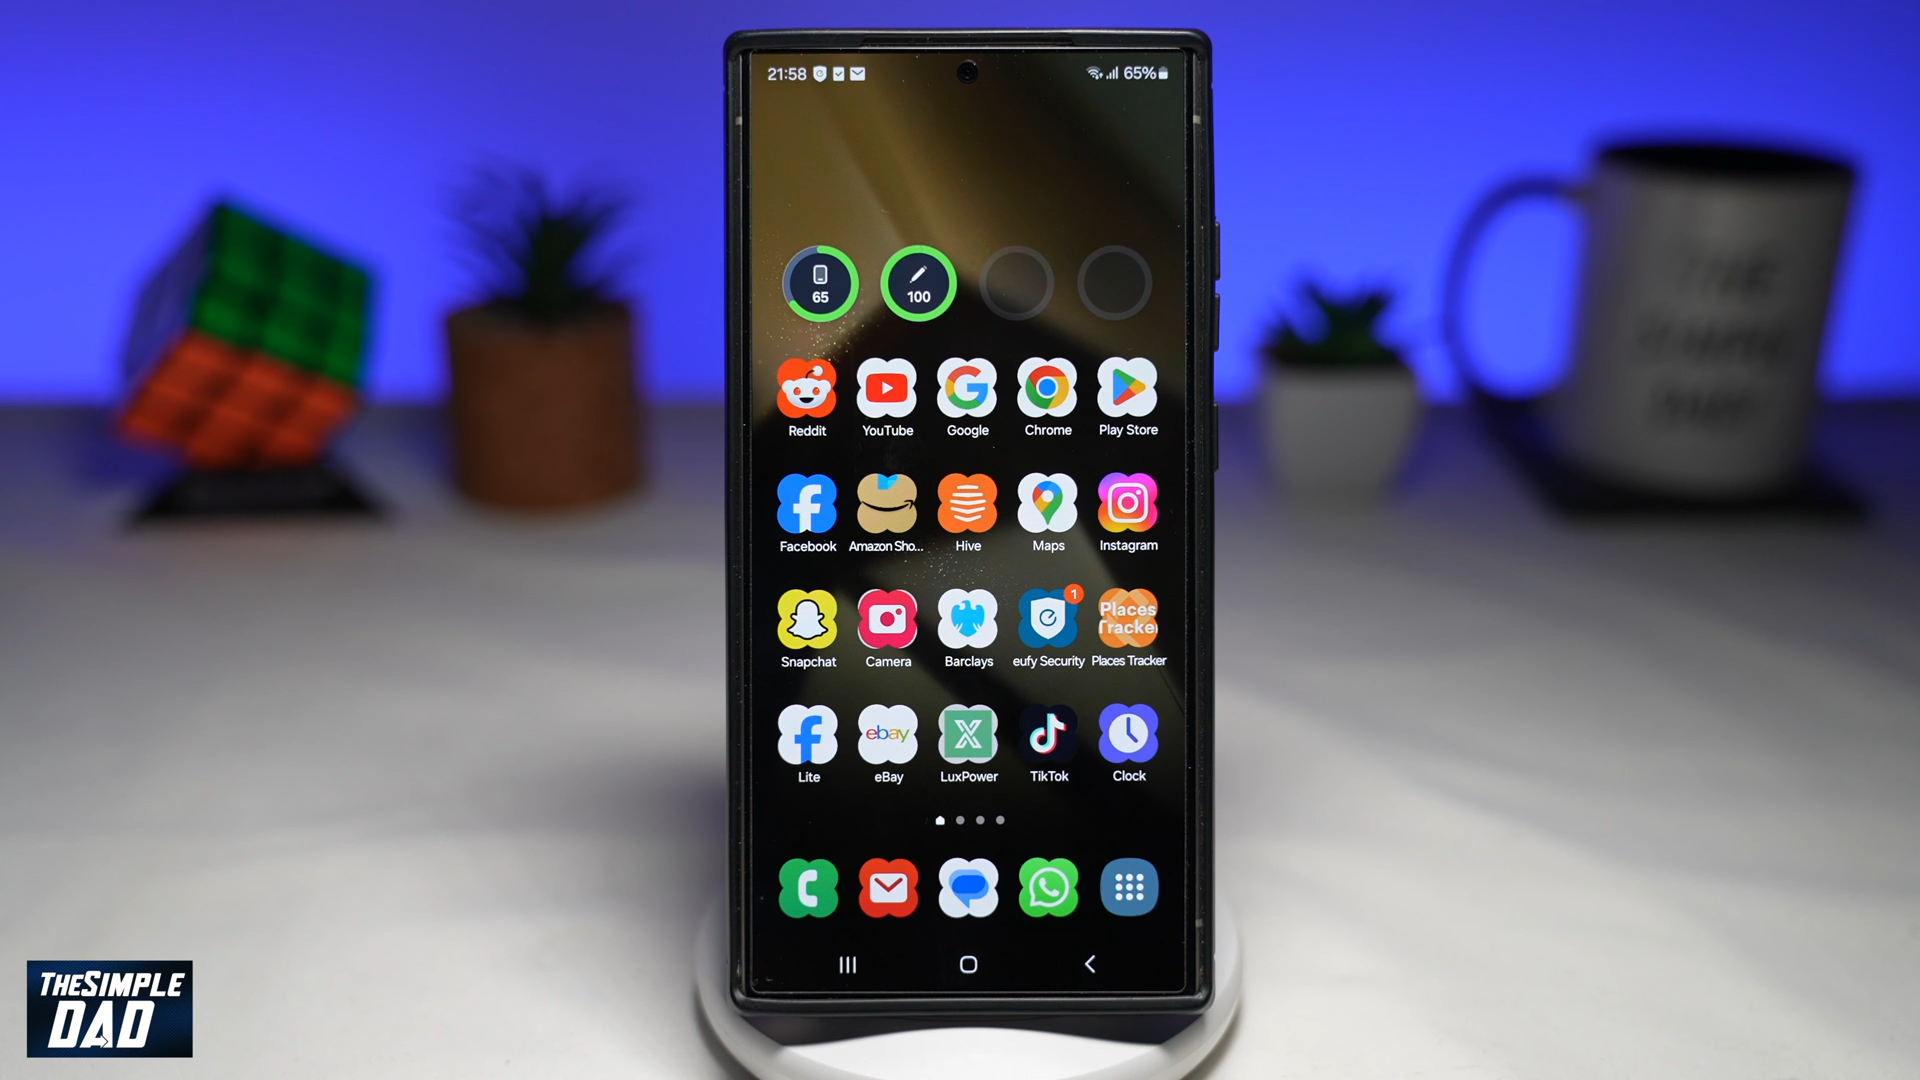 21:58
65%
65
100
Reddit
YouTube
Google
Chrome
Play Store
Facebook
Amazon Sho...
Hive
Maps
Instagram
Places
Tracker
1
Snapchat
Camera
Barclays
eufy Security
Places Tracker
ebay
Lite
eBay
LuxPower
TikTok
Clock
THESIMPLE
DAD